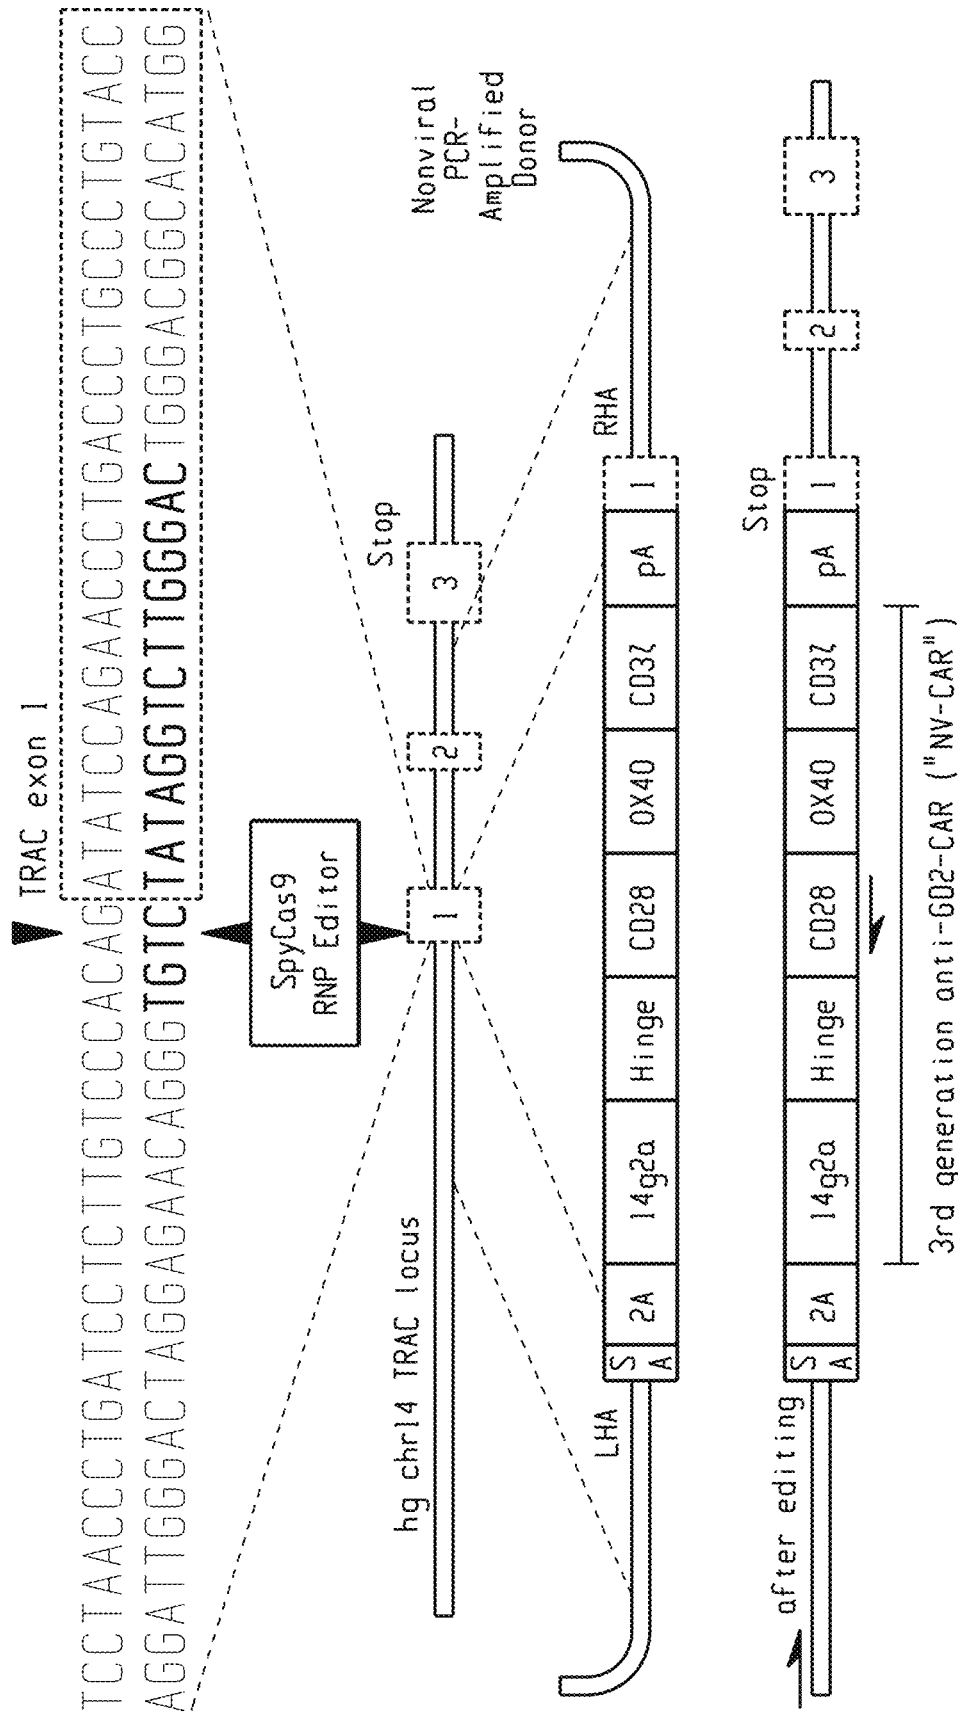 TRAC exon 1
TCCTAACCCTGATCCTCTTGTCCCACAGATATCCAGAACCCTGACCCTGCCGTGTACC
AGGATTGGGACTAGGAGAACAGGGTGTCTATAGGTCTTGGGACTGGGACGGCACATGG
SpyCas9
RNP Editor
hg chr14 TRAC locus
Stop
1 2 3
Nonviral
PCR-
Amplified
Donor
LHA
RHA
SA 2A 14g2a Hinge CD28 OX40 CD3ζ pA 1
after editing
Stop
SA 2A 14g2a Hinge CD28 OX40 CD3ζ pA 1 2 3
3rd generation anti-GD2-CAR ("NV-CAR")